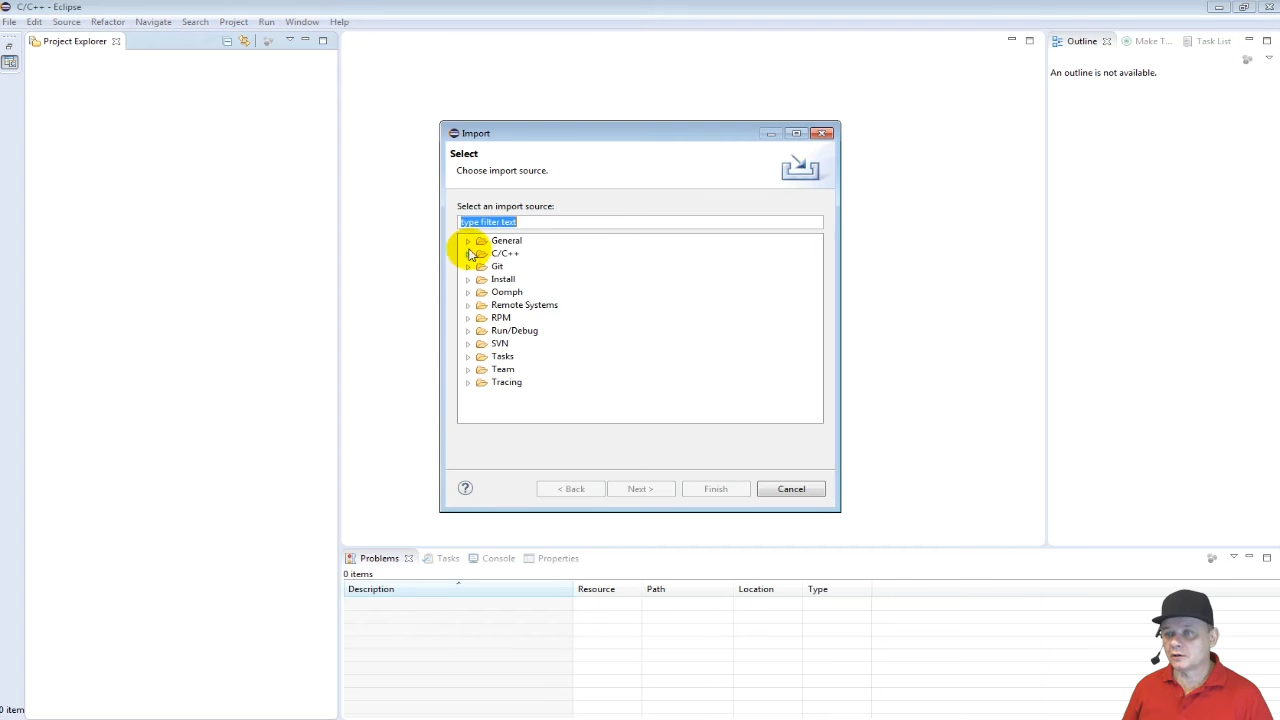 C/C++ - Eclipse
File Edit Source Refactor Navigate Search Project Run Window Help
Project Explorer
Outline Make T... Task List
An outline is not available.
Import
Select
Choose import source.
Select an import source:
type filter text
General
C/C++
Git
Install
Oomph
Remote Systems
RPM
Run/Debug
SVN
Tasks
Team
Tracing
< Back Next > Finish Cancel
Problems Tasks Console Properties
0 items
Description Resource Path Location Type
0 items